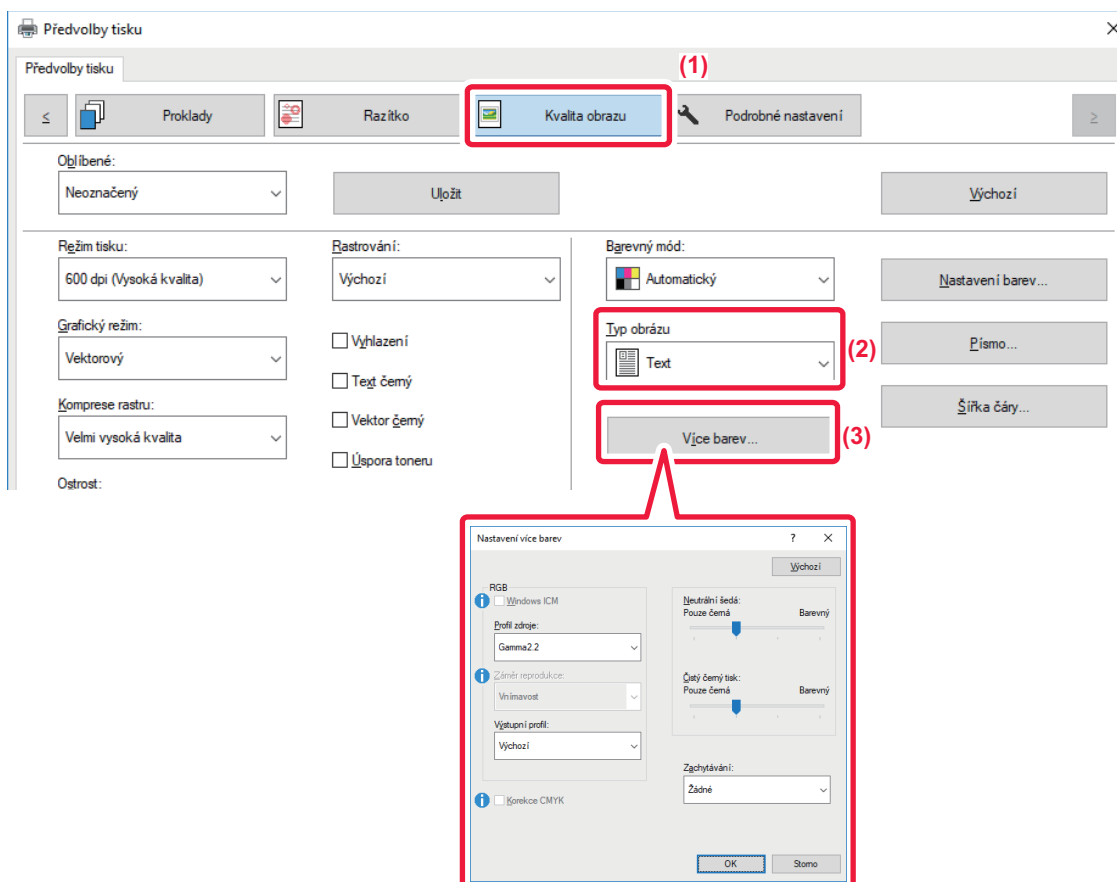 Předvolby tisku
Předvolby tisku
(1)
< Proklady Razítko Kvalita obrazu Podrobné nastavení >
Oblíbené:
Neoznačený Uložit Výchozí
Režim tisku: Rastrování: Barevný mód:
600 dpi (Vysoká kvalita) Výchozí Automatický Nastavení barev...
Grafický režim: Typ obrázu
Vektorový Vyhlazení Text (2) Písmo...
Text černý
Komprese rastru: Šířka čáry...
Velmi vysoká kvalita Vektor černý Více barev... (3)
Úspora toneru
Ostrost:
Nastavení více barev ? ×
Výchozí
RGB
Windows ICM Neutrální šedá:
Pouze černá Barevný
Profil zdroje:
Gamma2.2
Záměr reprodukce: Čistý černý tisk:
Vnímavost Pouze černá Barevný
Výstupní profil:
Výchozí
Zachytávání:
Žádné
Korekce CMYK
OK Storno